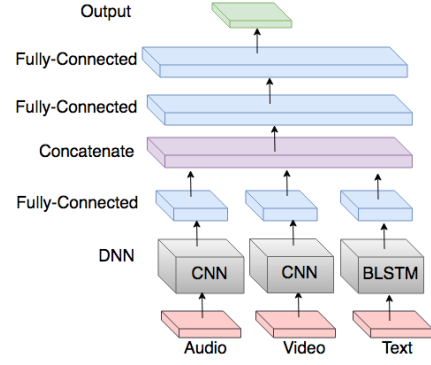 Output
Fully-Connected
Fully-Connected
Concatenate
Fully-Connected
DNN
CNN
CNN
BLSTM
Audio
Video
Text